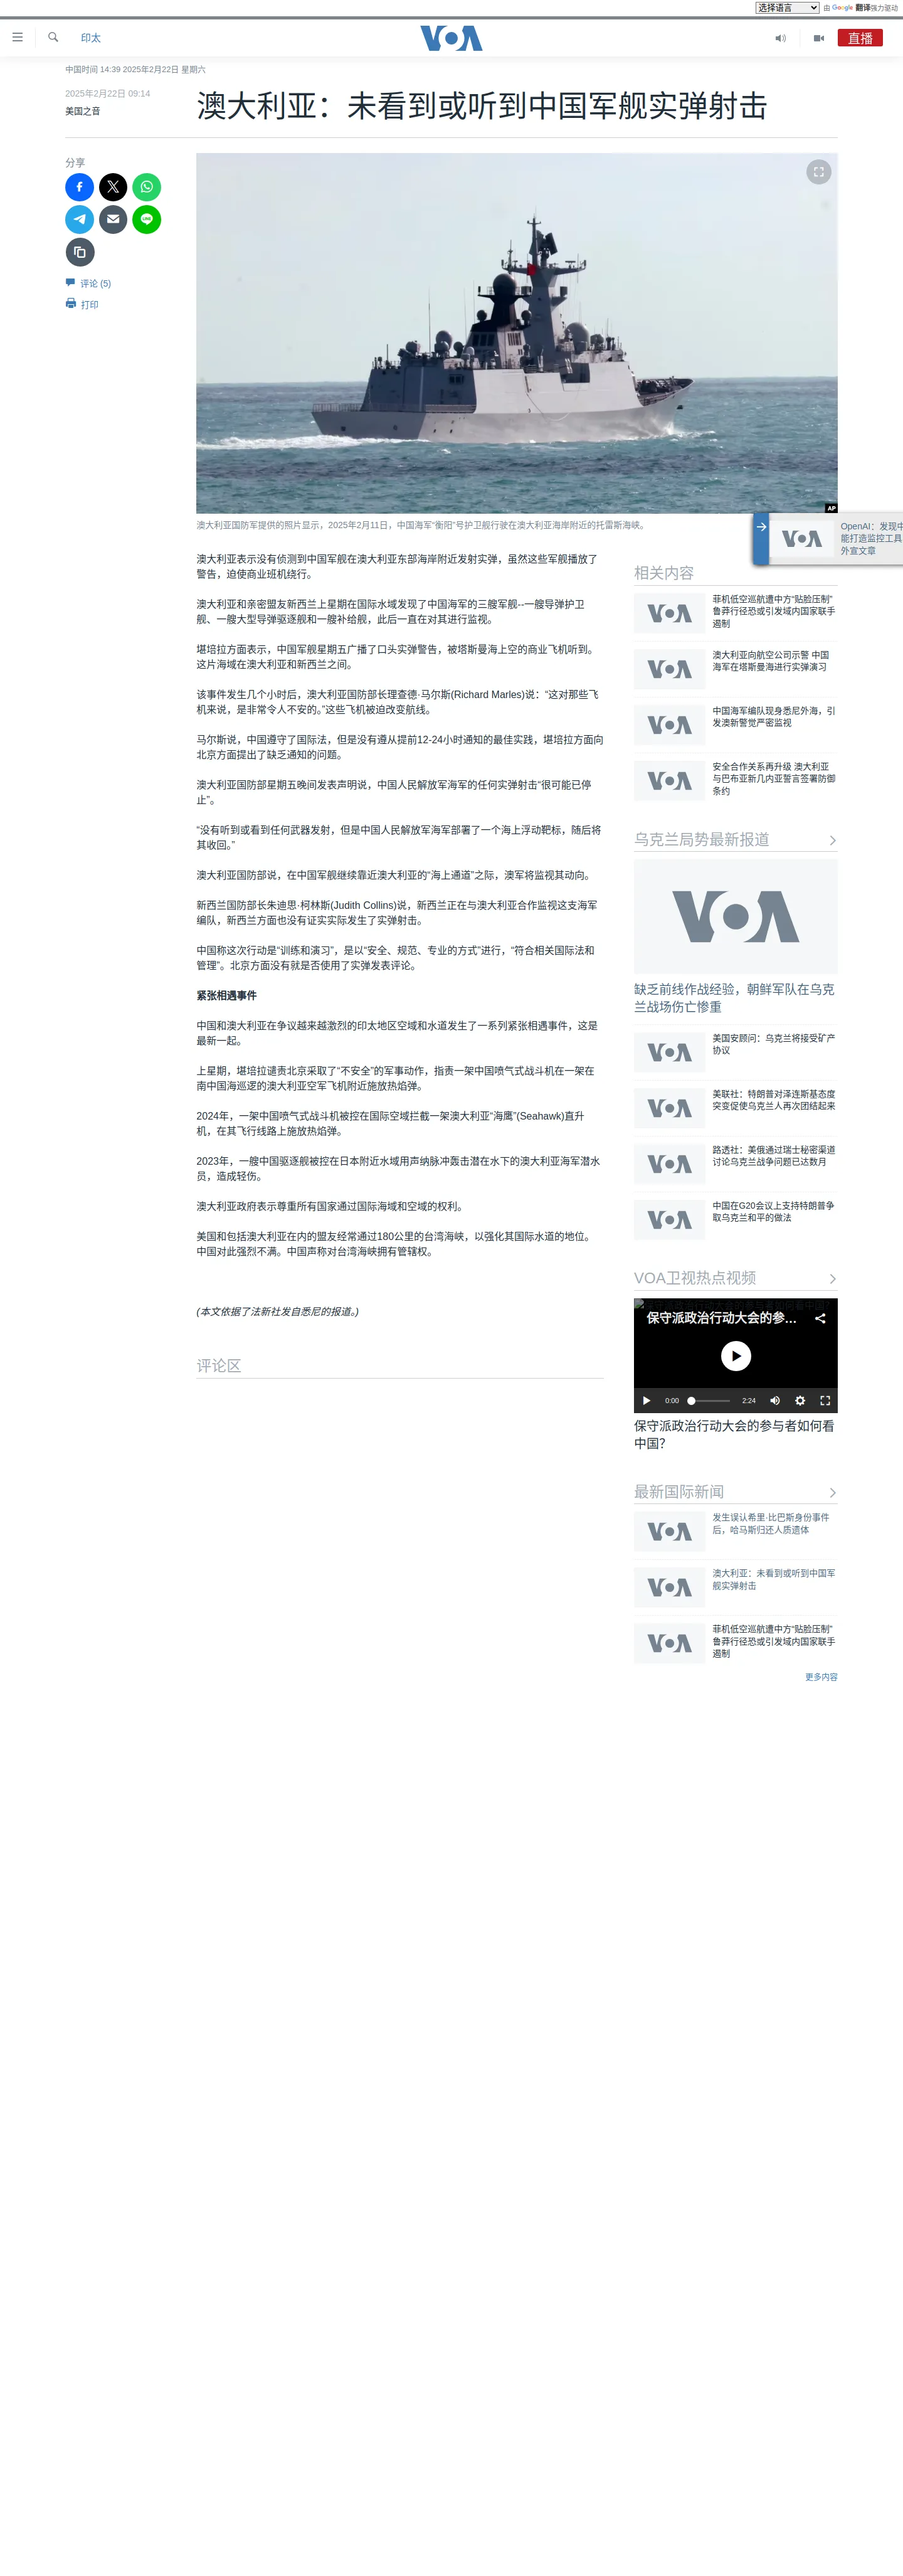 选择语言 由 Google 翻译强力驱动
印太
VOA
直播
中国时间 14:39 2025年2月22日 星期六
2025年2月22日 09:14
美国之音
澳大利亚：未看到或听到中国军舰实弹射击
分享
评论 (5)
打印
AP
澳大利亚国防军提供的照片显示，2025年2月11日，中国海军“衡阳”号护卫舰行驶在澳大利亚海岸附近的托雷斯海峡。
澳大利亚表示没有侦测到中国军舰在澳大利亚东部海岸附近发射实弹，虽然这些军舰播放了
警告，迫使商业班机绕行。
澳大利亚和亲密盟友新西兰上星期在国际水域发现了中国海军的三艘军舰--一艘导弹护卫
舰、一艘大型导弹驱逐舰和一艘补给舰，此后一直在对其进行监视。
堪培拉方面表示，中国军舰星期五广播了口头实弹警告，被塔斯曼海上空的商业飞机听到。
这片海域在澳大利亚和新西兰之间。
该事件发生几个小时后，澳大利亚国防部长理查德·马尔斯(Richard Marles)说：“这对那些飞
机来说，是非常令人不安的。”这些飞机被迫改变航线。
马尔斯说，中国遵守了国际法，但是没有遵从提前12-24小时通知的最佳实践，堪培拉方面向
北京方面提出了缺乏通知的问题。
澳大利亚国防部星期五晚间发表声明说，中国人民解放军海军的任何实弹射击“很可能已停
止”。
“没有听到或看到任何武器发射，但是中国人民解放军海军部署了一个海上浮动靶标，随后将
其收回。”
澳大利亚国防部说，在中国军舰继续靠近澳大利亚的“海上通道”之际，澳军将监视其动向。
新西兰国防部长朱迪思·柯林斯(Judith Collins)说，新西兰正在与澳大利亚合作监视这支海军
编队，新西兰方面也没有证实实际发生了实弹射击。
中国称这次行动是“训练和演习”，是以“安全、规范、专业的方式”进行，“符合相关国际法和
管理”。北京方面没有就是否使用了实弹发表评论。
紧张相遇事件
中国和澳大利亚在争议越来越激烈的印太地区空域和水道发生了一系列紧张相遇事件，这是
最新一起。
上星期，堪培拉谴责北京采取了“不安全”的军事动作，指责一架中国喷气式战斗机在一架在
南中国海巡逻的澳大利亚空军飞机附近施放热焰弹。
2024年，一架中国喷气式战斗机被控在国际空域拦截一架澳大利亚“海鹰”(Seahawk)直升
机，在其飞行线路上施放热焰弹。
2023年，一艘中国驱逐舰被控在日本附近水域用声纳脉冲轰击潜在水下的澳大利亚海军潜水
员，造成轻伤。
澳大利亚政府表示尊重所有国家通过国际海域和空域的权利。
美国和包括澳大利亚在内的盟友经常通过180公里的台湾海峡，以强化其国际水道的地位。
中国对此强烈不满。中国声称对台湾海峡拥有管辖权。
(本文依据了法新社发自悉尼的报道。)
评论区
VOA
OpenAI：发现中
能打造监控工具
外宣文章
相关内容
VOA
菲机低空巡航遭中方“贴脸压制”
鲁莽行径恐或引发域内国家联手
遏制
VOA
澳大利亚向航空公司示警 中国
海军在塔斯曼海进行实弹演习
VOA
中国海军编队现身悉尼外海，引
发澳新警觉严密监视
VOA
安全合作关系再升级 澳大利亚
与巴布亚新几内亚誓言签署防御
条约
乌克兰局势最新报道
VOA
缺乏前线作战经验，朝鲜军队在乌克
兰战场伤亡惨重
VOA
美国安顾问：乌克兰将接受矿产
协议
VOA
美联社：特朗普对泽连斯基态度
突变促使乌克兰人再次团结起来
VOA
路透社：美俄通过瑞士秘密渠道
讨论乌克兰战争问题已达数月
VOA
中国在G20会议上支持特朗普争
取乌克兰和平的做法
VOA卫视热点视频
保守派政治行动大会的参与者如何看中国？
保守派政治行动大会的参…
0:00 2:24
保守派政治行动大会的参与者如何看
中国？
最新国际新闻
VOA
发生误认希里·比巴斯身份事件
后，哈马斯归还人质遗体
VOA
澳大利亚：未看到或听到中国军
舰实弹射击
VOA
菲机低空巡航遭中方“贴脸压制”
鲁莽行径恐或引发域内国家联手
遏制
更多内容